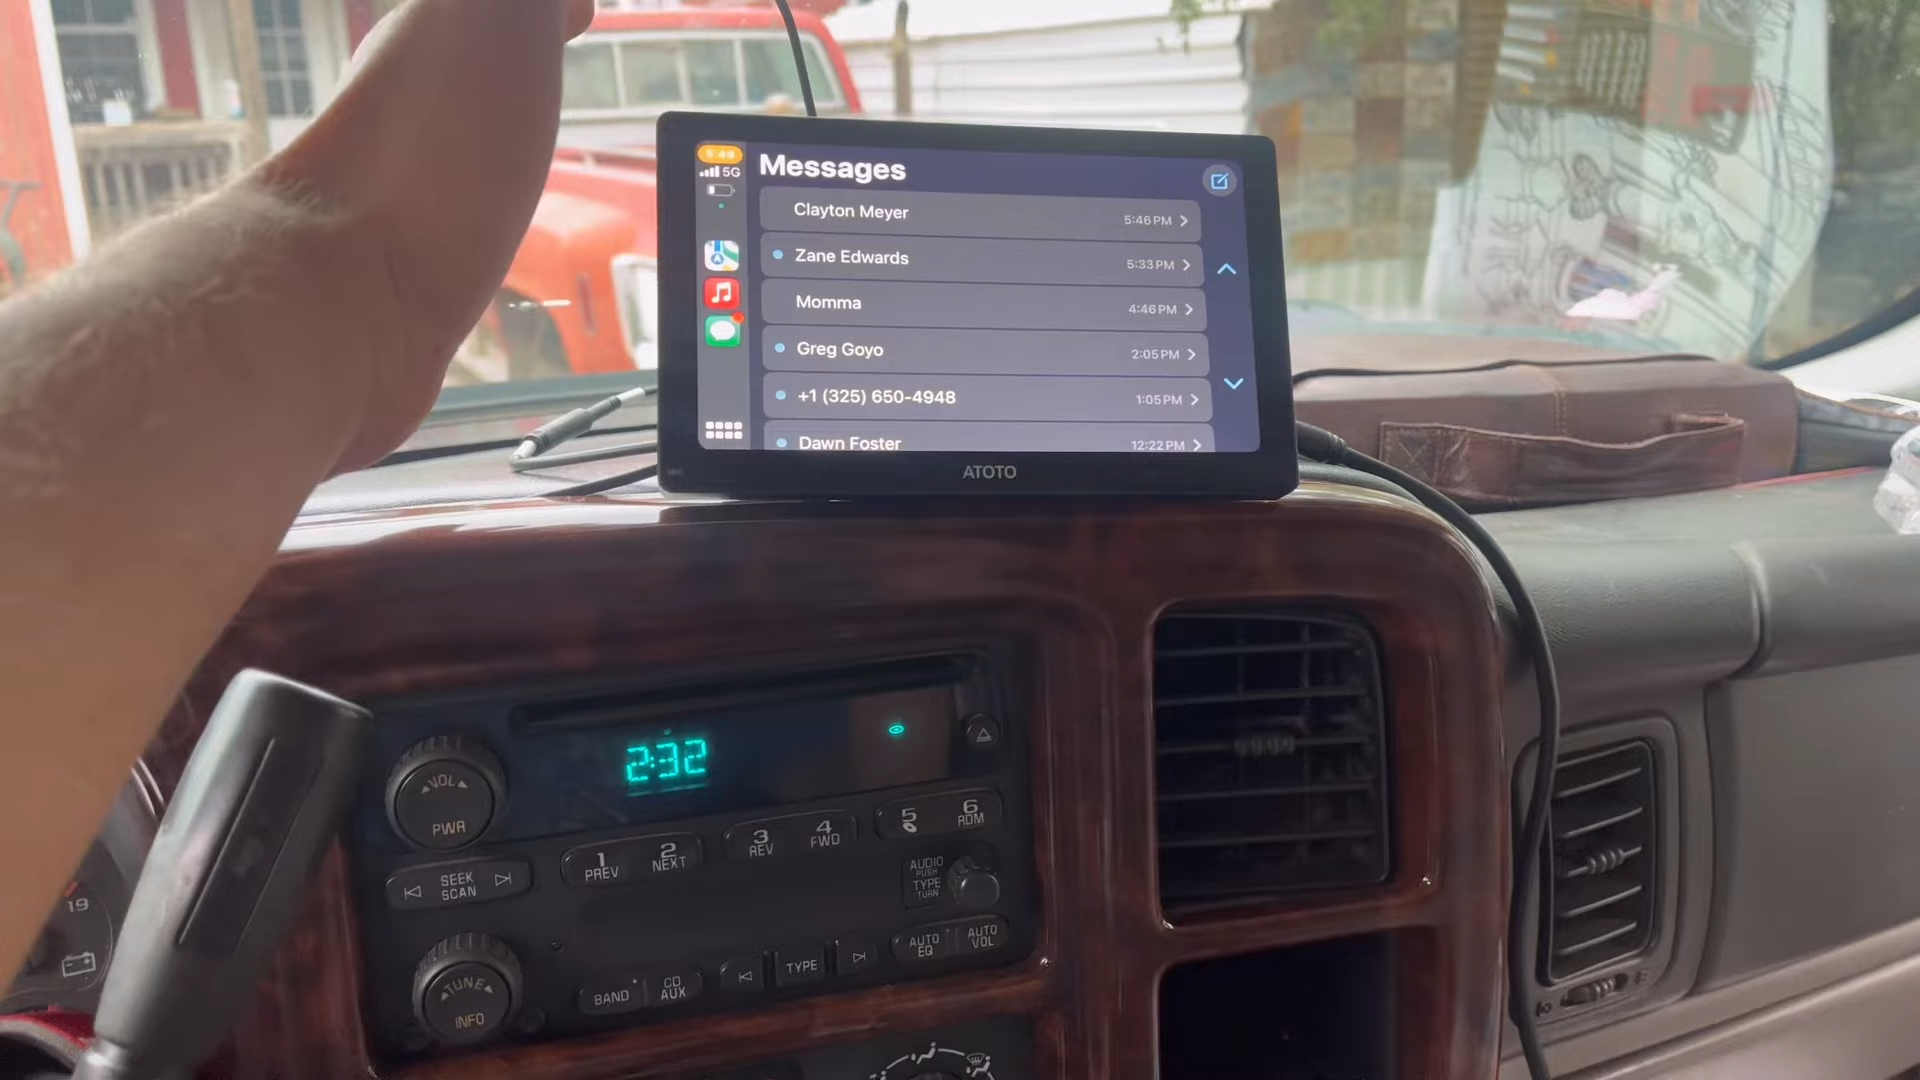 5:49
5G
Messages
Clayton Meyer
5:46 PM
Zane Edwards
5:33 PM
Momma
4:46 PM
Greg Goyo
2:05 PM
+1 (325) 650-4948
1:05 PM
Dawn Foster
12:22 PM
MIC
ATOTO
2:32
VOL
PWR
1
PREV
2
NEXT
3
REV
4
FWD
5
6
RDM
SEEK
SCAN
AUDIO
PUSH
TYPE
TURN
TUNE
INFO
BAND
CD
AUX
TYPE
AUTO
EQ
AUTO
VOL
19